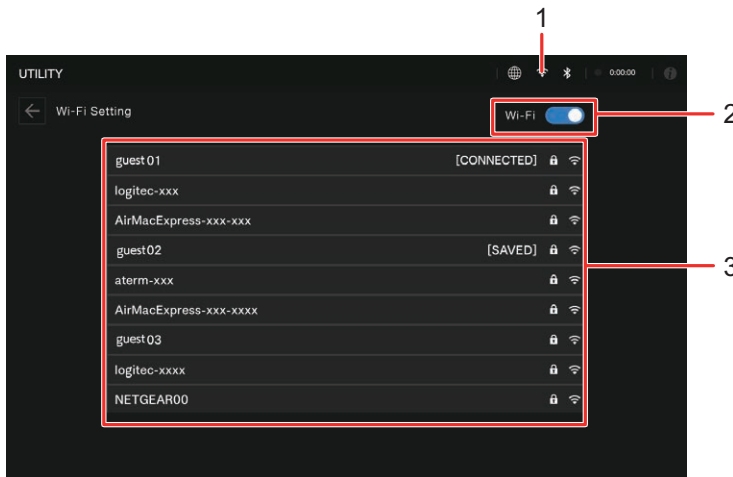 1
UTILITY 0:00:00
Wi-Fi Setting Wi-Fi
2
guest01 [CONNECTED]
logitec-xxx
AirMacExpress-xxx-xxx
guest02 [SAVED]
3
aterm-xxx
AirMacExpress-xxx-xxxx
guest03
logitec-xxxx
NETGEAR00